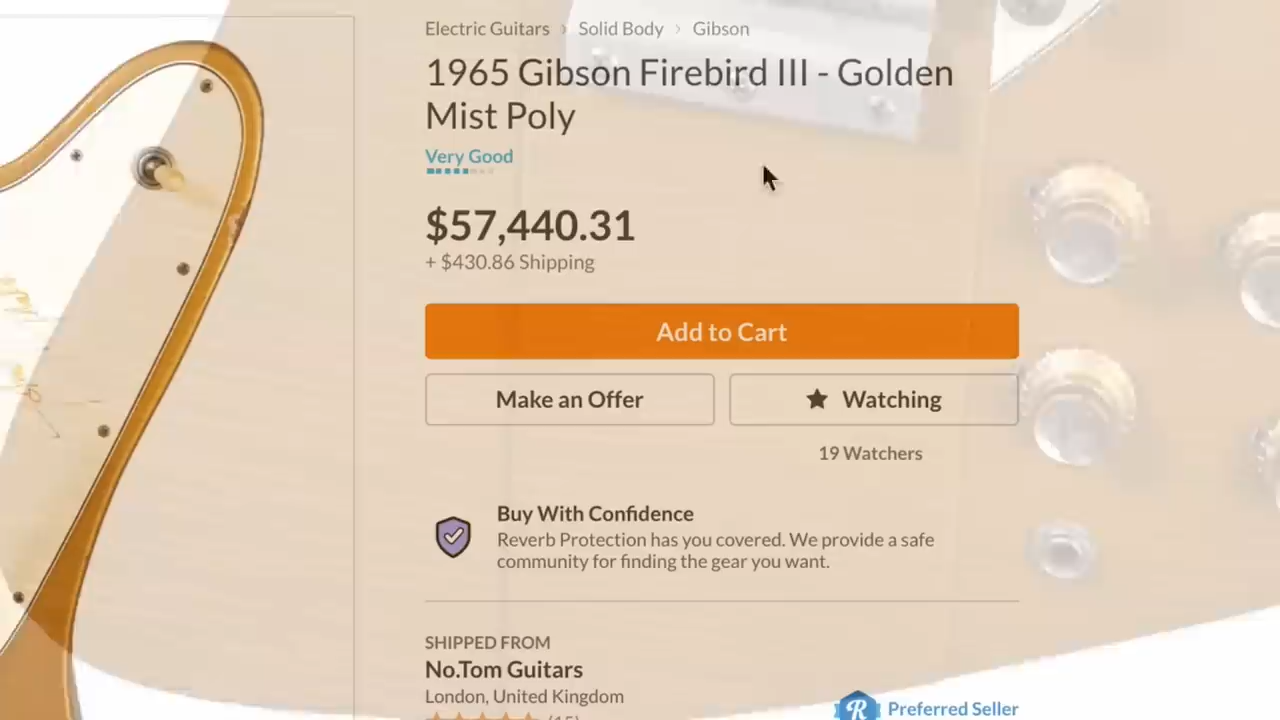 Electric Guitars › Solid Body › Gibson
1965 Gibson Firebird III - Golden
Mist Poly
Very Good
$57,440.31
+ $430.86 Shipping
Add to Cart
Make an Offer
Watching
19 Watchers
Buy With Confidence
Reverb Protection has you covered. We provide a safe
community for finding the gear you want.
SHIPPED FROM
No.Tom Guitars
London, United Kingdom
R Preferred Seller